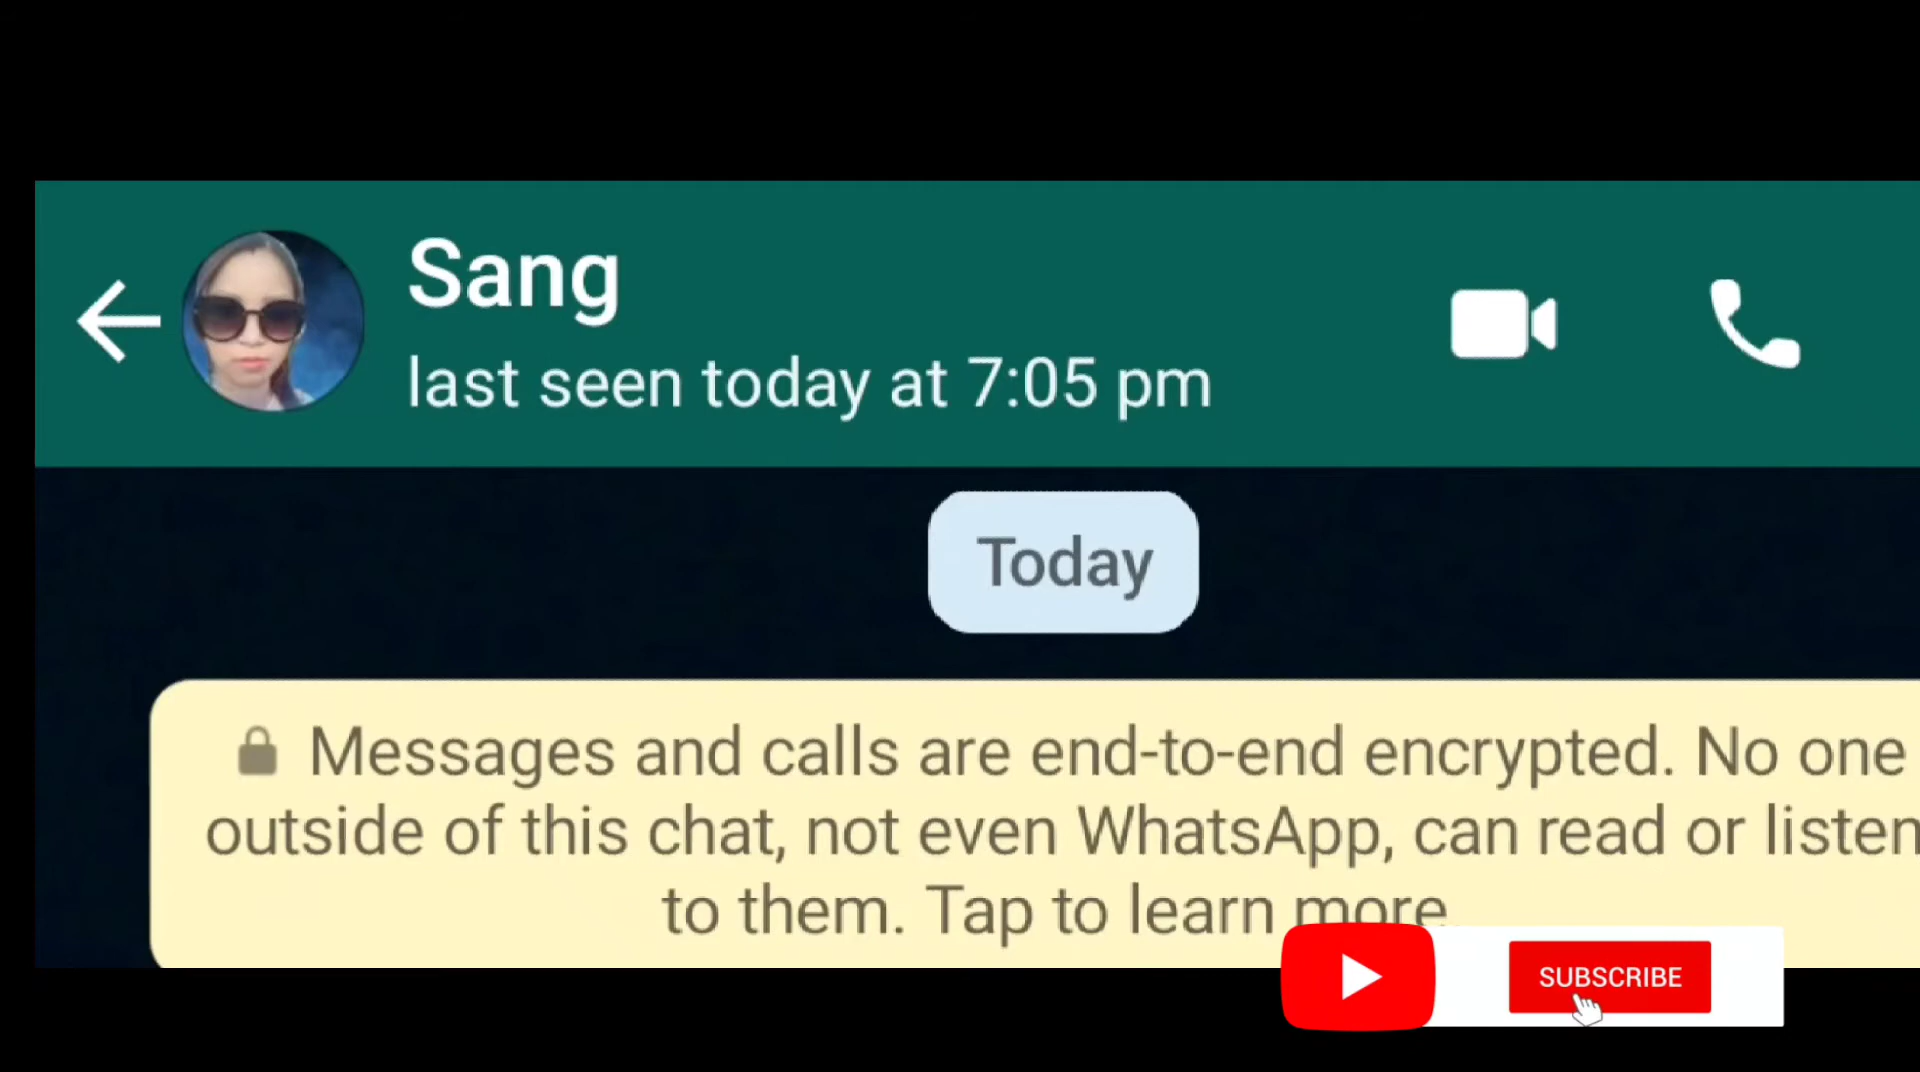 Sang
last seen today at 7:05 pm
Today
Messages and calls are end-to-end encrypted. No one
outside of this chat, not even WhatsApp, can read or listen
to them. Tap to learn more.
SUBSCRIBE